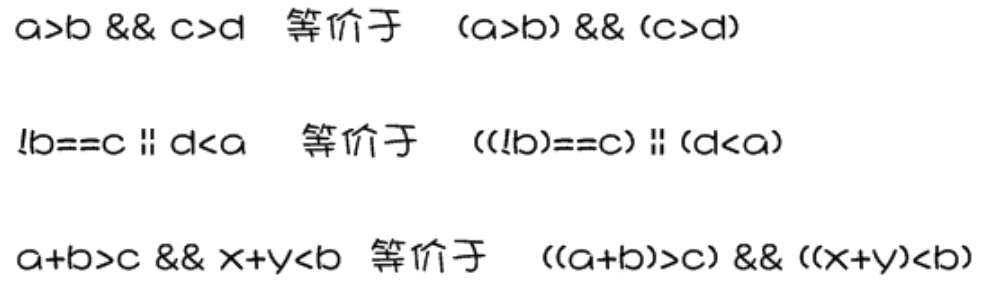 a>b && c>d 等价于 (a>b) && (c>d)
!b==c || d<a 等价于 ((!b)==c) || (d<a)
a+b>c && x+y<b 等价于 ((a+b)>c) && ((x+y)<b)